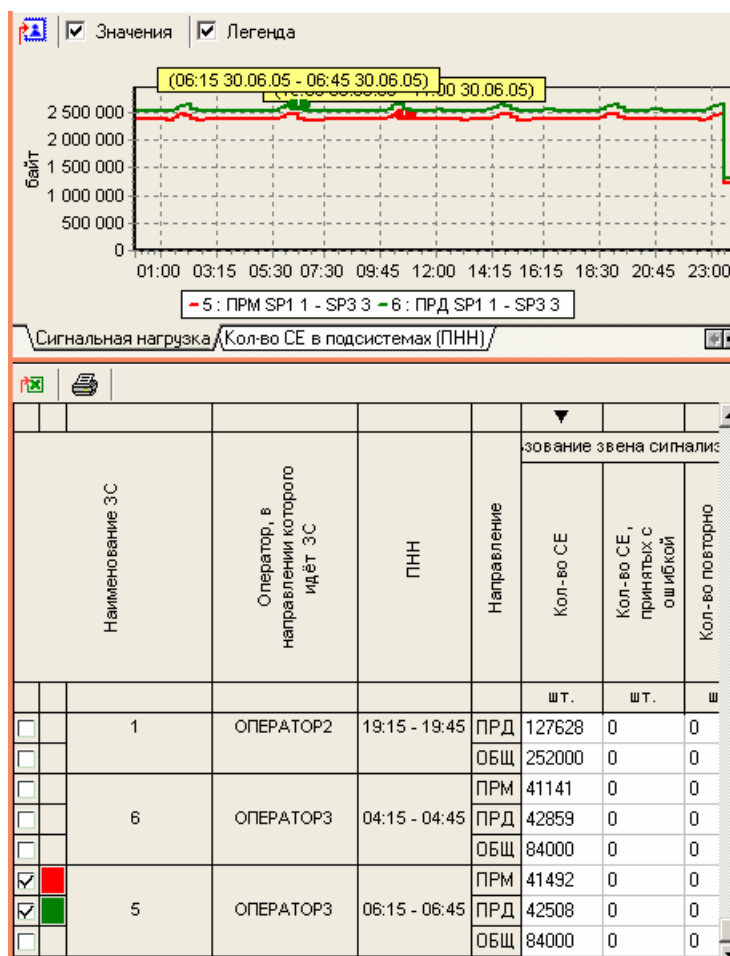 Значения Легенда
(06:15 30.06.05 - 06:45 30.06.05)
00 30.06.05)
2 500 000
2 000 000
1 500 000
1 000 000
500 000
0
байт
01:00 03:15 05:30 07:30 09:45 12:00 14:15 16:15 18:30 20:45 23:00
5 : ПРМ SP1 1 - SP3 3 6 : ПРД SP1 1 - SP3 3
Сигнальная нагрузка Кол-во СЕ в подсистемах (ПНН)
зование звена сигнализ
Наименование ЗС
Оператор, в
направлении которого
идёт ЗС
ПНН
Направление
Кол-во СЕ
Кол-во СЕ,
принятых с
ошибкой
Кол-во повторно
шт. шт. ш
1 ОПЕРАТОР2 19:15 - 19:45 ПРД 127628 0 0
ОБЩ 252000 0 0
ПРМ 41141 0 0
6 ОПЕРАТОР3 04:15 - 04:45 ПРД 42859 0 0
ОБЩ 84000 0 0
ПРМ 41492 0 0
5 ОПЕРАТОР3 06:15 - 06:45 ПРД 42508 0 0
ОБЩ 84000 0 0